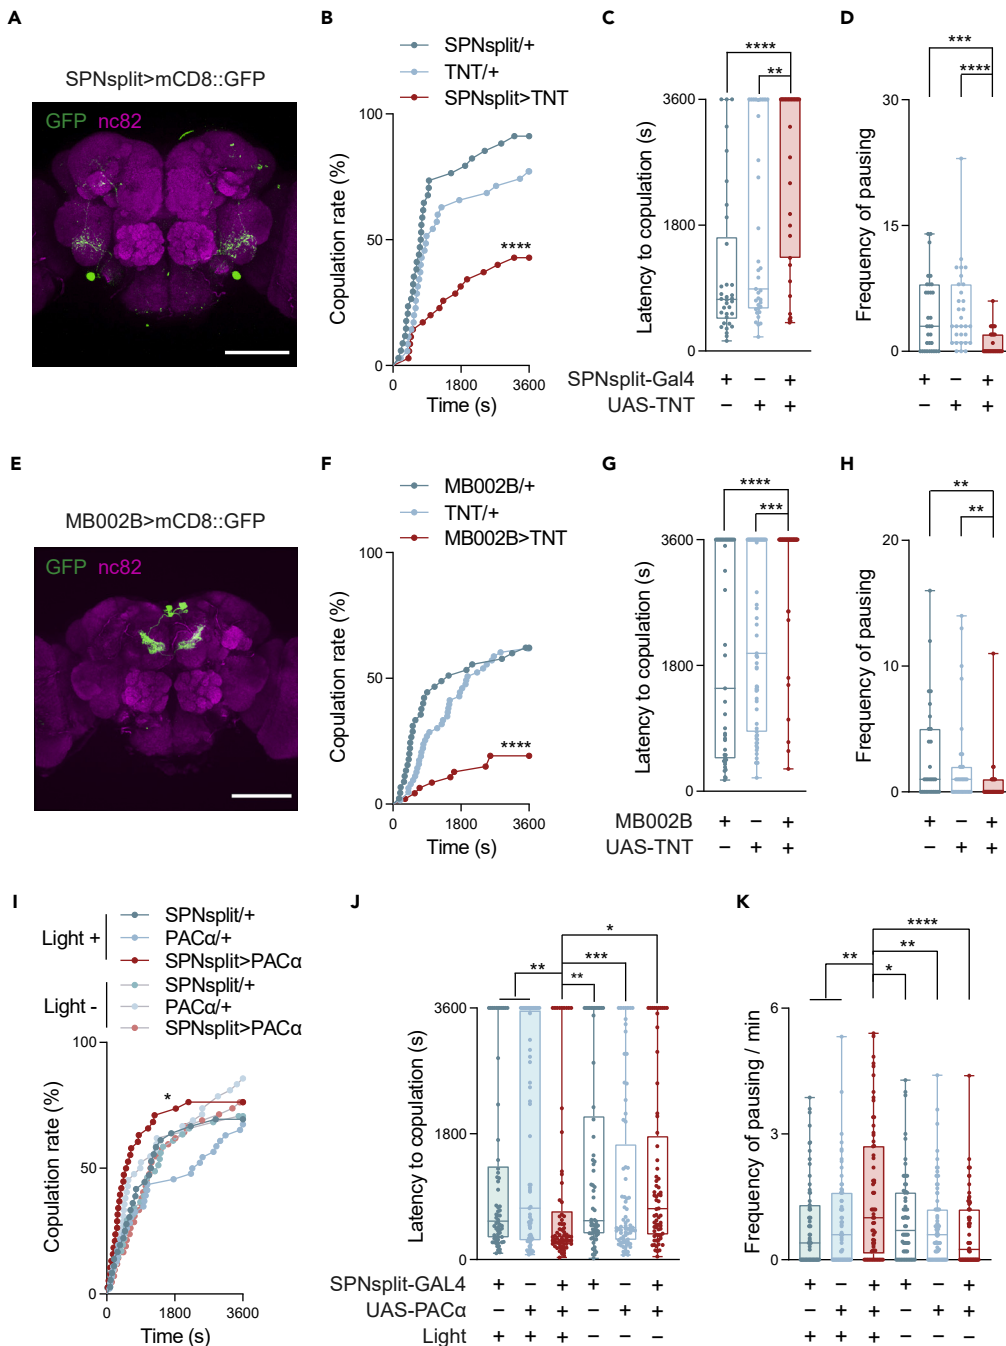 A
SPNsplit>mCD8::GFP
GFP nc82
B
SPNsplit/+
TNT/+
SPNsplit>TNT
Copulation rate (%)
100
50
0
****
0 1800 3600
Time (s)
C
****
**
Latency to copulation (s)
3600
1800
0
D
***
****
Frequency of pausing
30
15
0
SPNsplit-Gal4 + − + + − +
UAS-TNT − + + − + +
E
MB002B>mCD8::GFP
GFP nc82
F
MB002B/+
TNT/+
MB002B>TNT
Copulation rate (%)
100
50
0
****
0 1800 3600
Time (s)
G
****
***
Latency to copulation (s)
3600
1800
0
H
**
**
Frequency of pausing
20
10
0
MB002B + − + + − +
UAS-TNT − + + − + +
I
Light +
SPNsplit/+
PACα/+
SPNsplit>PACα
Light -
SPNsplit/+
PACα/+
SPNsplit>PACα
Copulation rate (%)
100
50
0
*
0 1800 3600
Time (s)
J
*
***
**
**
Latency to copulation (s)
3600
1800
0
K
****
**
**
*
Frequency of pausing / min
6
3
0
SPNsplit-GAL4 + − + + − + + − + + − +
UAS-PACα − + + − + + − + + − + +
Light + + + − − − + + + − − −